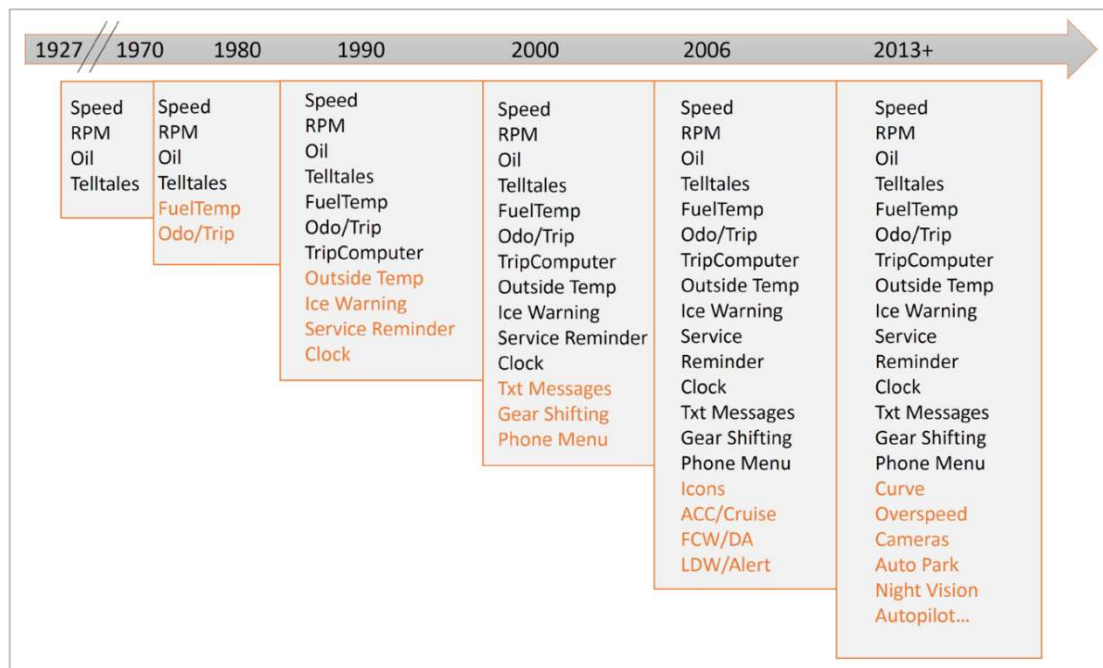 1927 1970 1980 1990 2000 2006 2013+
Speed
RPM
Oil
Telltales
Speed
RPM
Oil
Telltales
FuelTemp
Odo/Trip
Speed
RPM
Oil
Telltales
FuelTemp
Odo/Trip
TripComputer
Outside Temp
Ice Warning
Service Reminder
Clock
Speed
RPM
Oil
Telltales
FuelTemp
Odo/Trip
TripComputer
Outside Temp
Ice Warning
Service Reminder
Clock
Txt Messages
Gear Shifting
Phone Menu
Speed
RPM
Oil
Telltales
FuelTemp
Odo/Trip
TripComputer
Outside Temp
Ice Warning
Service
Reminder
Clock
Txt Messages
Gear Shifting
Phone Menu
Icons
ACC/Cruise
FCW/DA
LDW/Alert
Speed
RPM
Oil
Telltales
FuelTemp
Odo/Trip
TripComputer
Outside Temp
Ice Warning
Service
Reminder
Clock
Txt Messages
Gear Shifting
Phone Menu
Curve
Overspeed
Cameras
Auto Park
Night Vision
Autopilot...